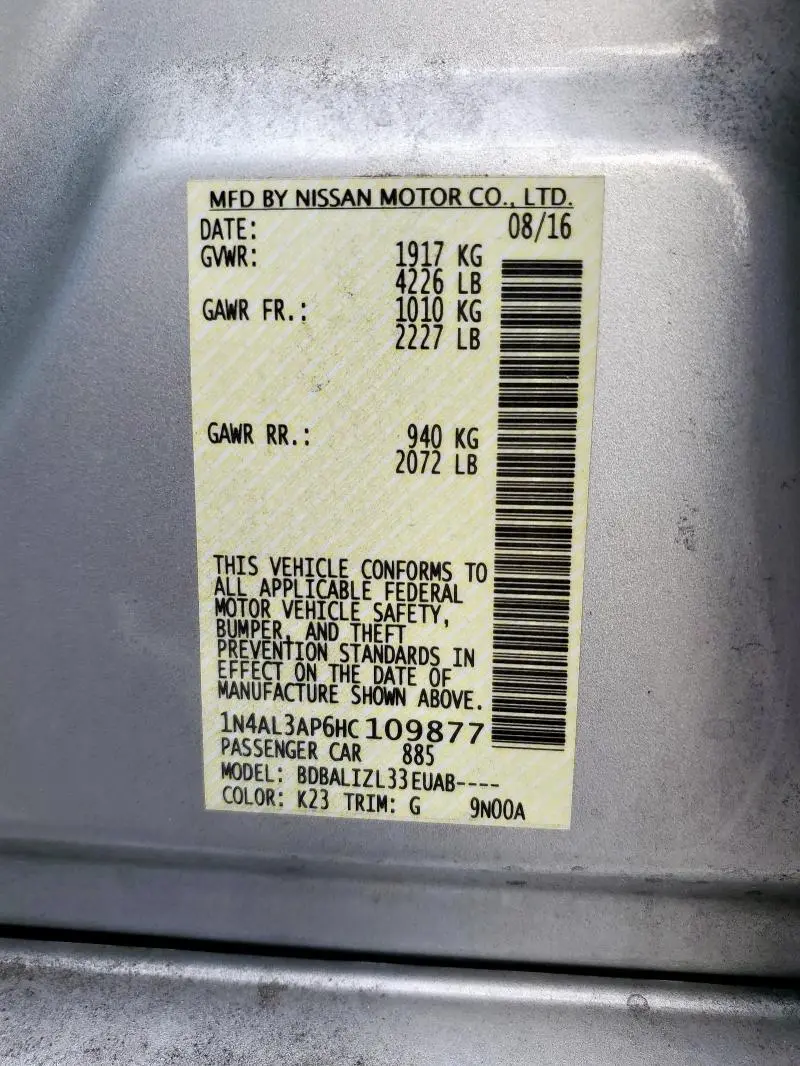 MFD BY NISSAN MOTOR CO., LTD.
DATE: 08/16
GVWR: 1917 KG
4226 LB
GAWR FR.: 1010 KG
2227 LB
GAWR RR.: 940 KG
2072 LB
THIS VEHICLE CONFORMS TO
ALL APPLICABLE FEDERAL
MOTOR VEHICLE SAFETY,
BUMPER, AND THEFT
PREVENTION STANDARDS IN
EFFECT ON THE DATE OF
MANUFACTURE SHOWN ABOVE.
1N4AL3AP6HC109877
PASSENGER CAR 885
MODEL: BDBALIZL33EUAB----
COLOR: K23 TRIM: G 9N00A